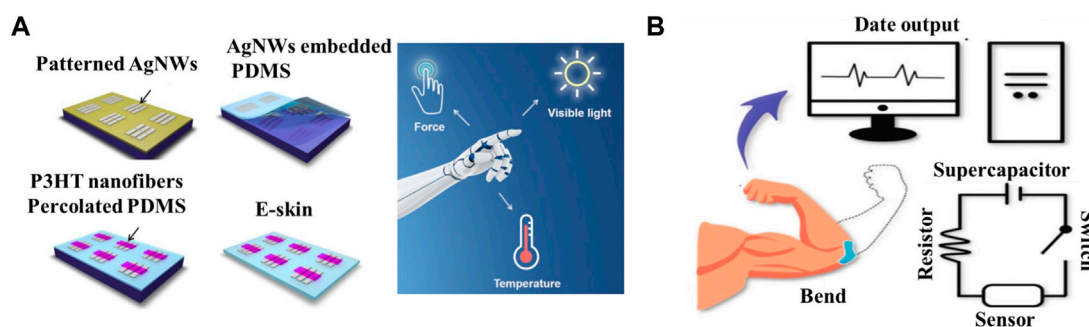 A
Patterned AgNWs
AgNWs embedded
PDMS
P3HT nanofibers
Percolated PDMS
E-skin
Force
Visible light
Temperature
B
Date output
Bend
Supercapacitor
Resistor
Switch
Sensor